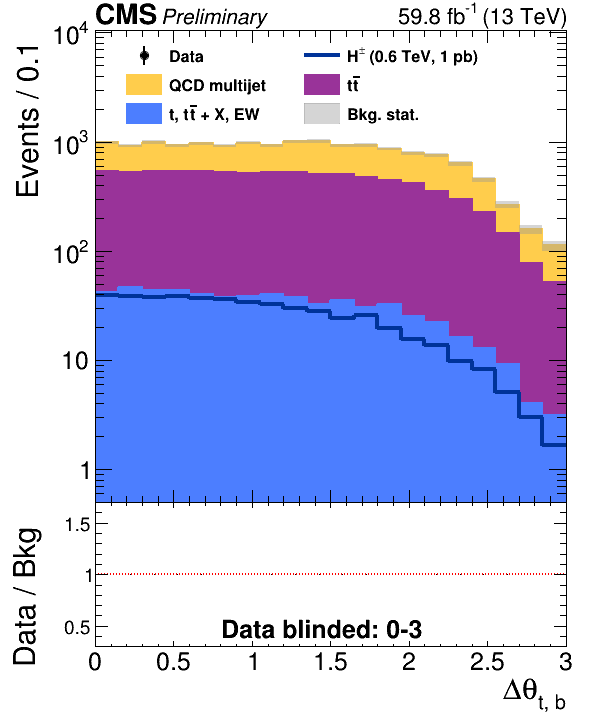 CMS Preliminary 59.8 fb⁻¹ (13 TeV)
Events / 0.1
Data
H± (0.6 TeV, 1 pb)
QCD multijet
tt̄
t, tt̄ + X, EW
Bkg. stat.
10⁴
10³
10²
10
1
Data / Bkg
1.5
1
0.5
Data blinded: 0-3
0 0.5 1 1.5 2 2.5 3
Δθt, b